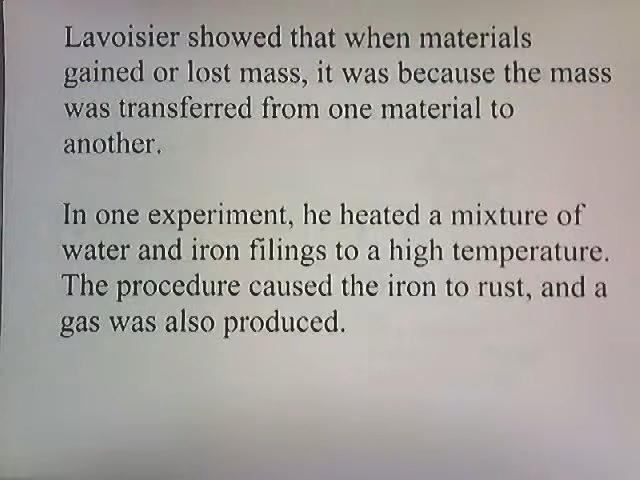 Lavoisier showed that when materials
gained or lost mass, it was because the mass
was transferred from one material to
another.
In one experiment, he heated a mixture of
water and iron filings to a high temperature.
The procedure caused the iron to rust, and a
gas was also produced.